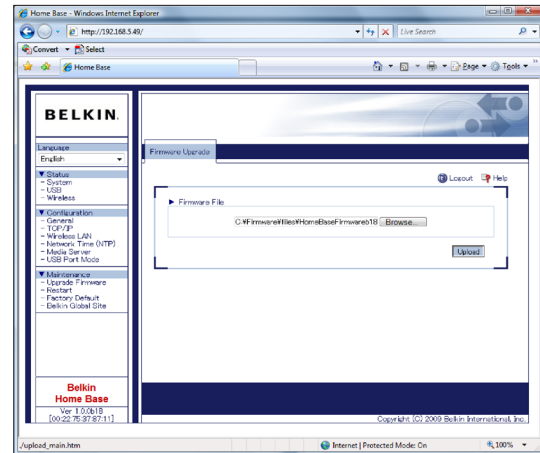 Home Base - Windows Internet Explorer
http://192.168.5.49/
Live Search
Convert Select
Home Base
Page Tools
BELKIN.
Language
English
▼ Status
- System
- USB
- Wireless
▼ Configuration
- General
- TCP/IP
- Wireless LAN
- Network Time (NTP)
- Media Server
- USB Port Mode
▼ Maintenance
- Upgrade Firmware
- Restart
- Factory Default
- Belkin Global Site
Belkin
Home Base
Ver 1.0.0b18
[00:22:75:37:87:11]
Firmware Upgrade
Logout Help
► Firmware File
C:¥Firmware¥files¥HomeBaseFirmwareb18 Browse...
Upload
Copyright (C) 2009 Belkin International, Inc.
./upload_main.htm
Internet | Protected Mode: On
100%